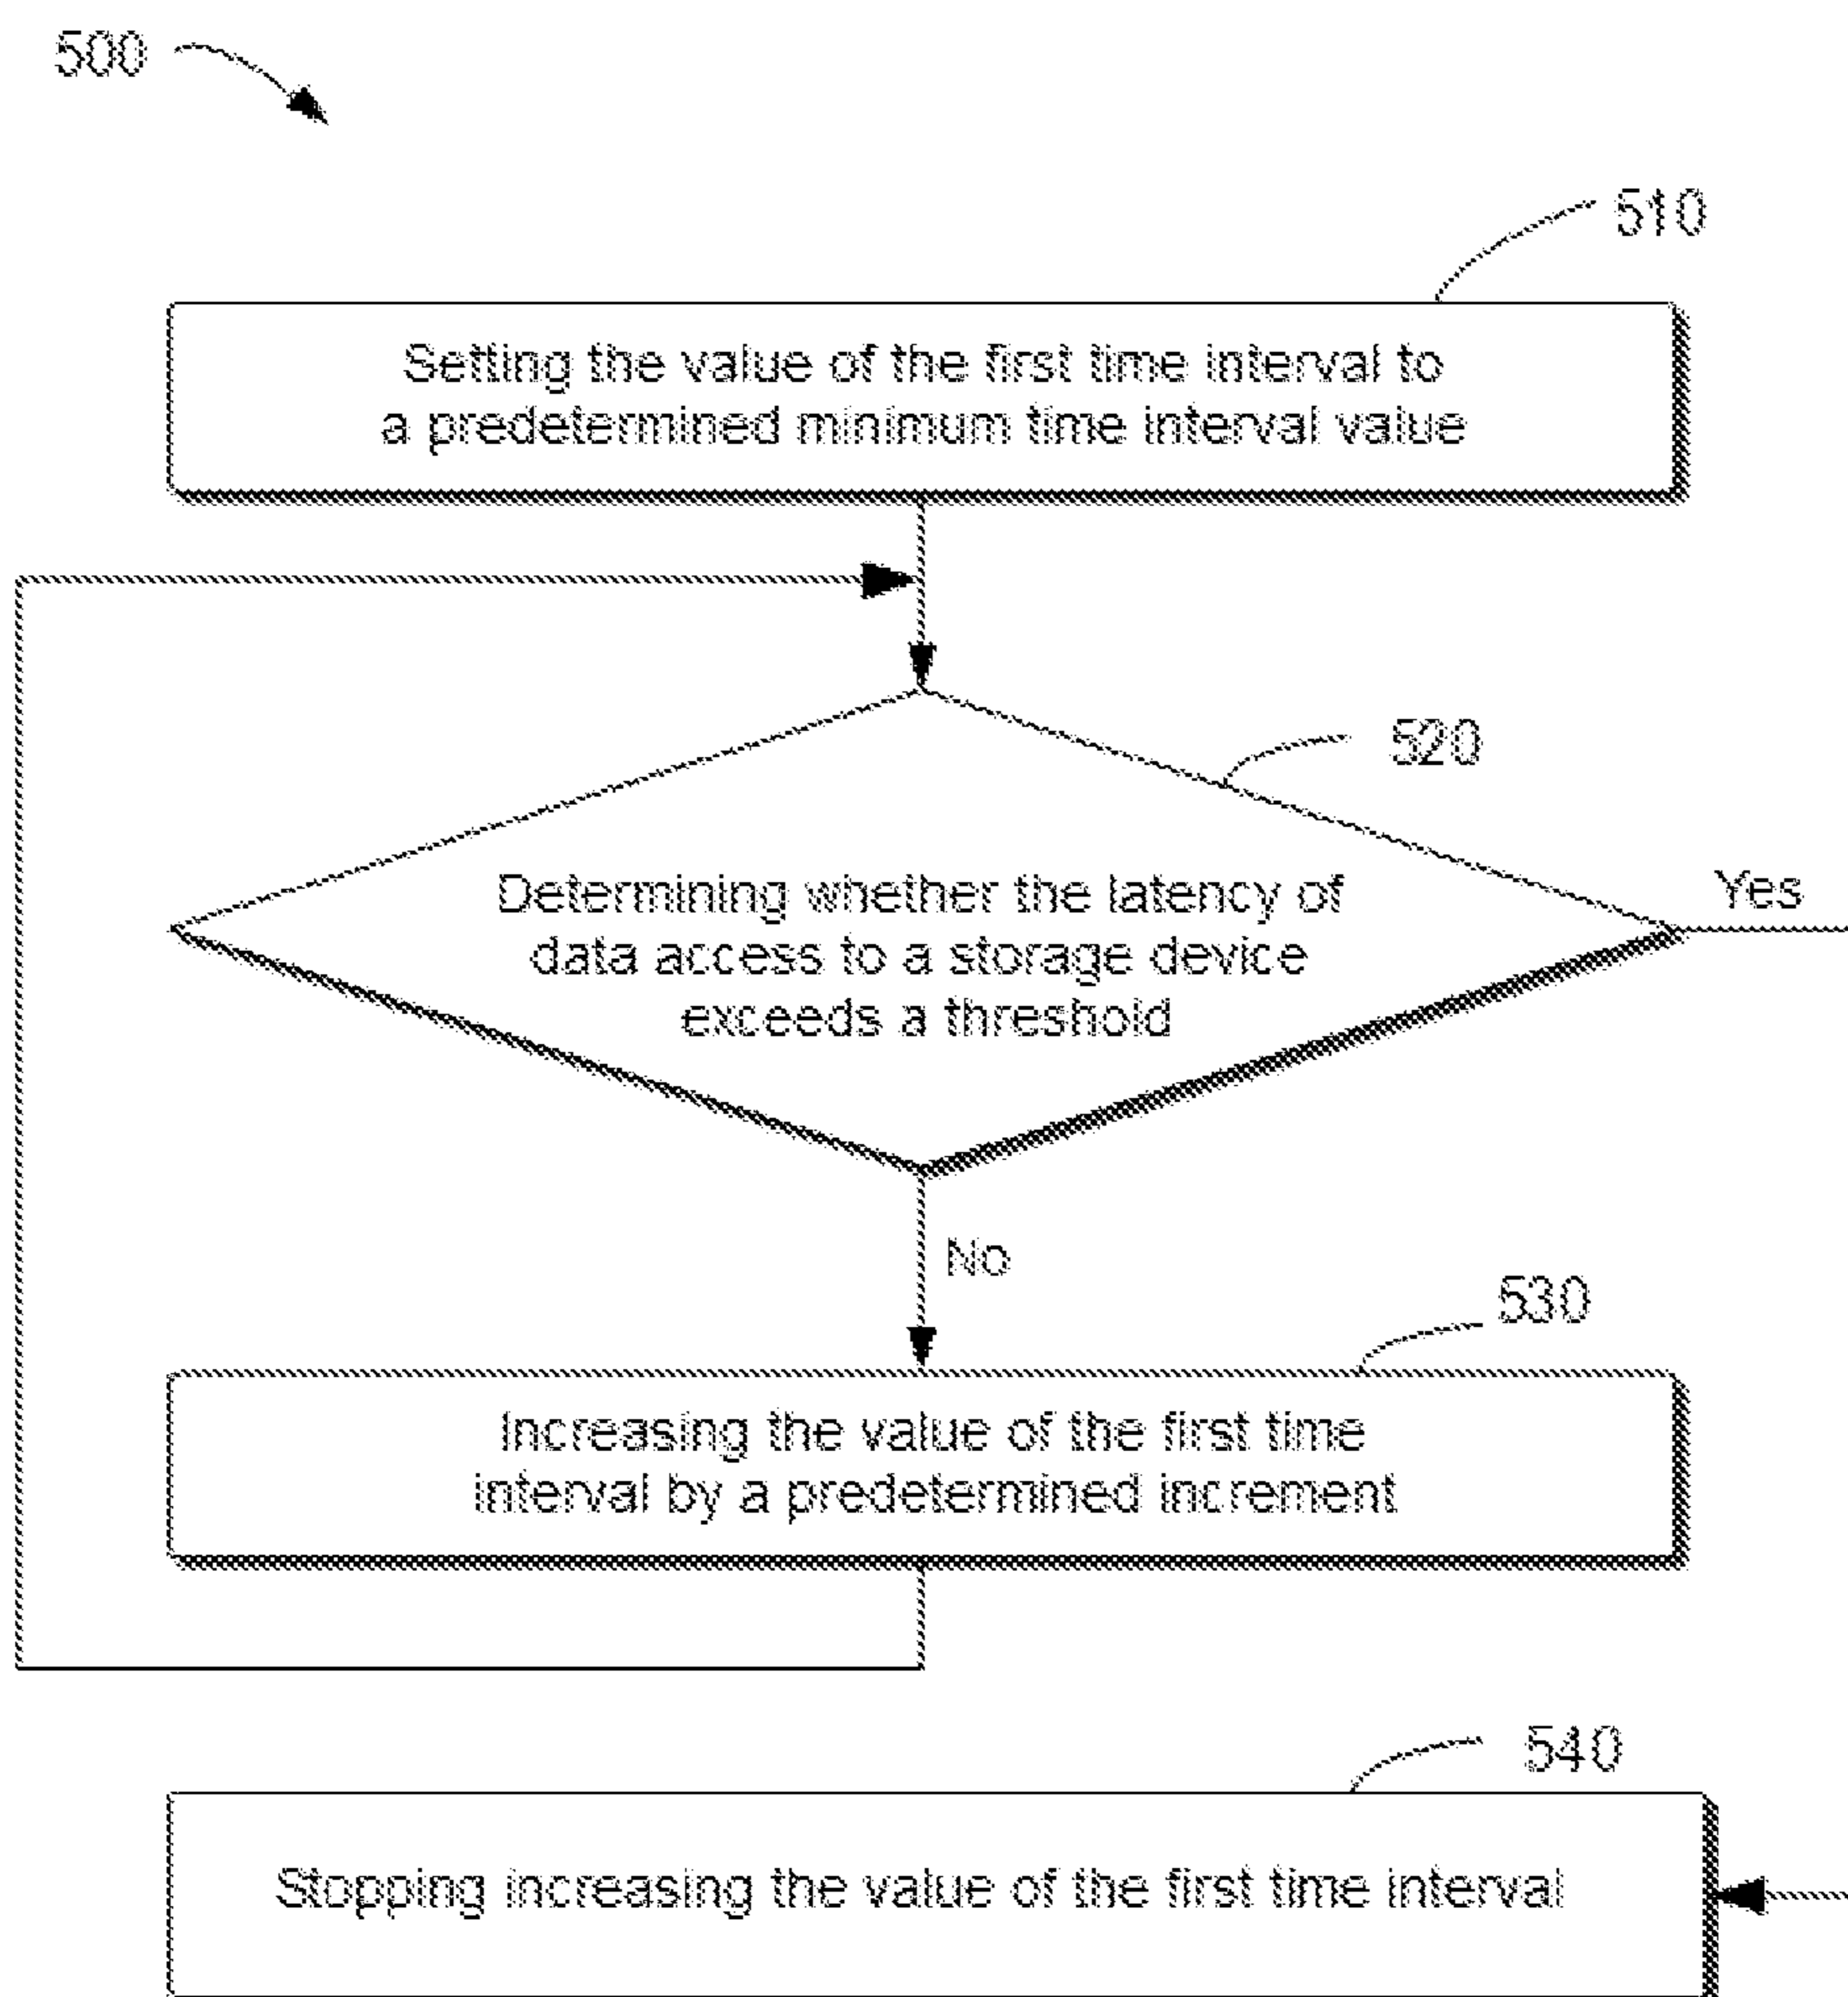 500
510
Setting the value of the first time interval to
a predetermined minimum time interval value
520
Determining whether the latency of
data access to a storage device
exceeds a threshold
Yes
No
530
Increasing the value of the first time
interval by a predetermined increment
540
Stopping increasing the value of the first time interval